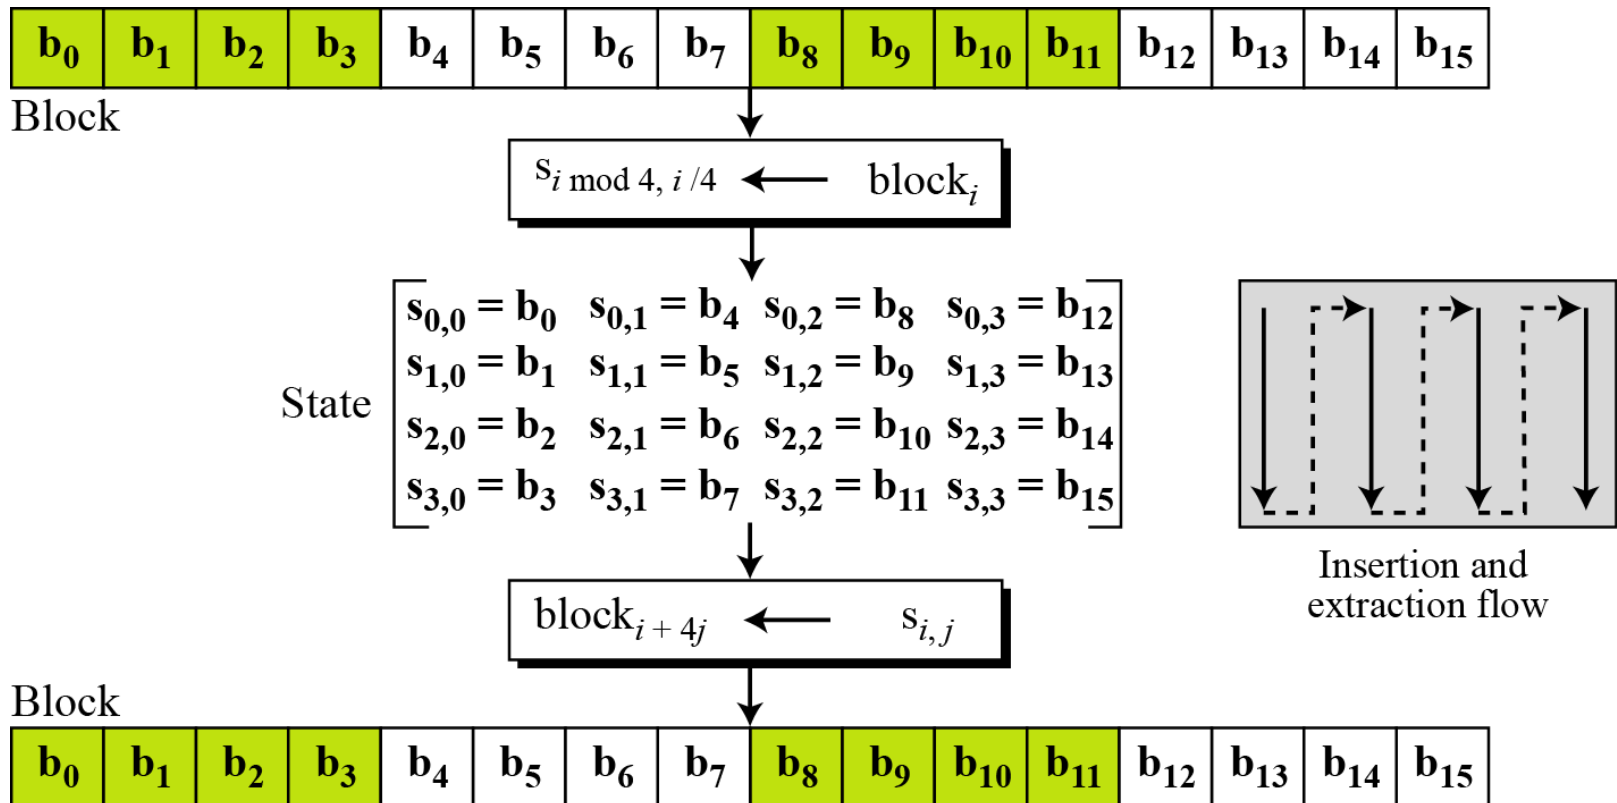 b0 b1 b2 b3 b4 b5 b6 b7 b8 b9 b10 b11 b12 b13 b14 b15
Block
s i mod 4, i /4 ← block i
s0,0 = b0 s0,1 = b4 s0,2 = b8 s0,3 = b12
s1,0 = b1 s1,1 = b5 s1,2 = b9 s1,3 = b13
State
s2,0 = b2 s2,1 = b6 s2,2 = b10 s2,3 = b14
s3,0 = b3 s3,1 = b7 s3,2 = b11 s3,3 = b15
Insertion and
extraction flow
block i + 4j ← s i, j
Block
b0 b1 b2 b3 b4 b5 b6 b7 b8 b9 b10 b11 b12 b13 b14 b15